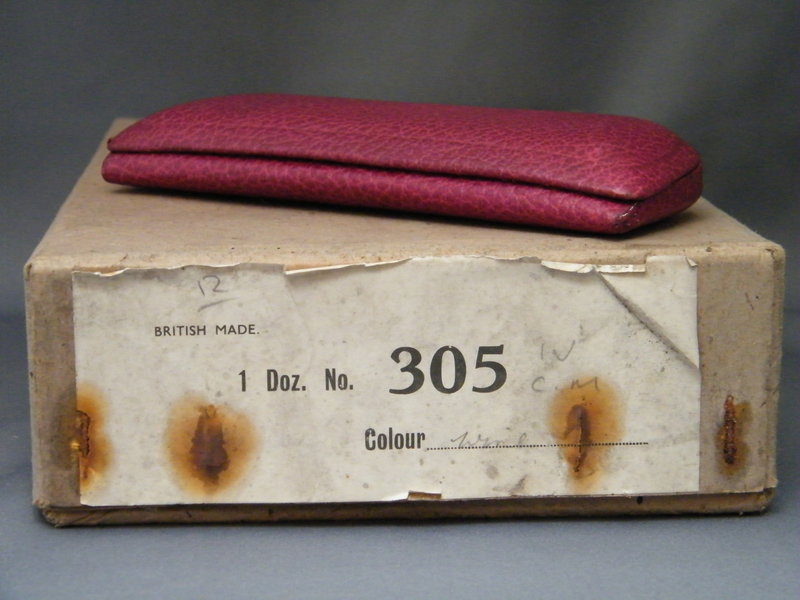 12
BRITISH MADE.
1 Doz. No. 305
Colour